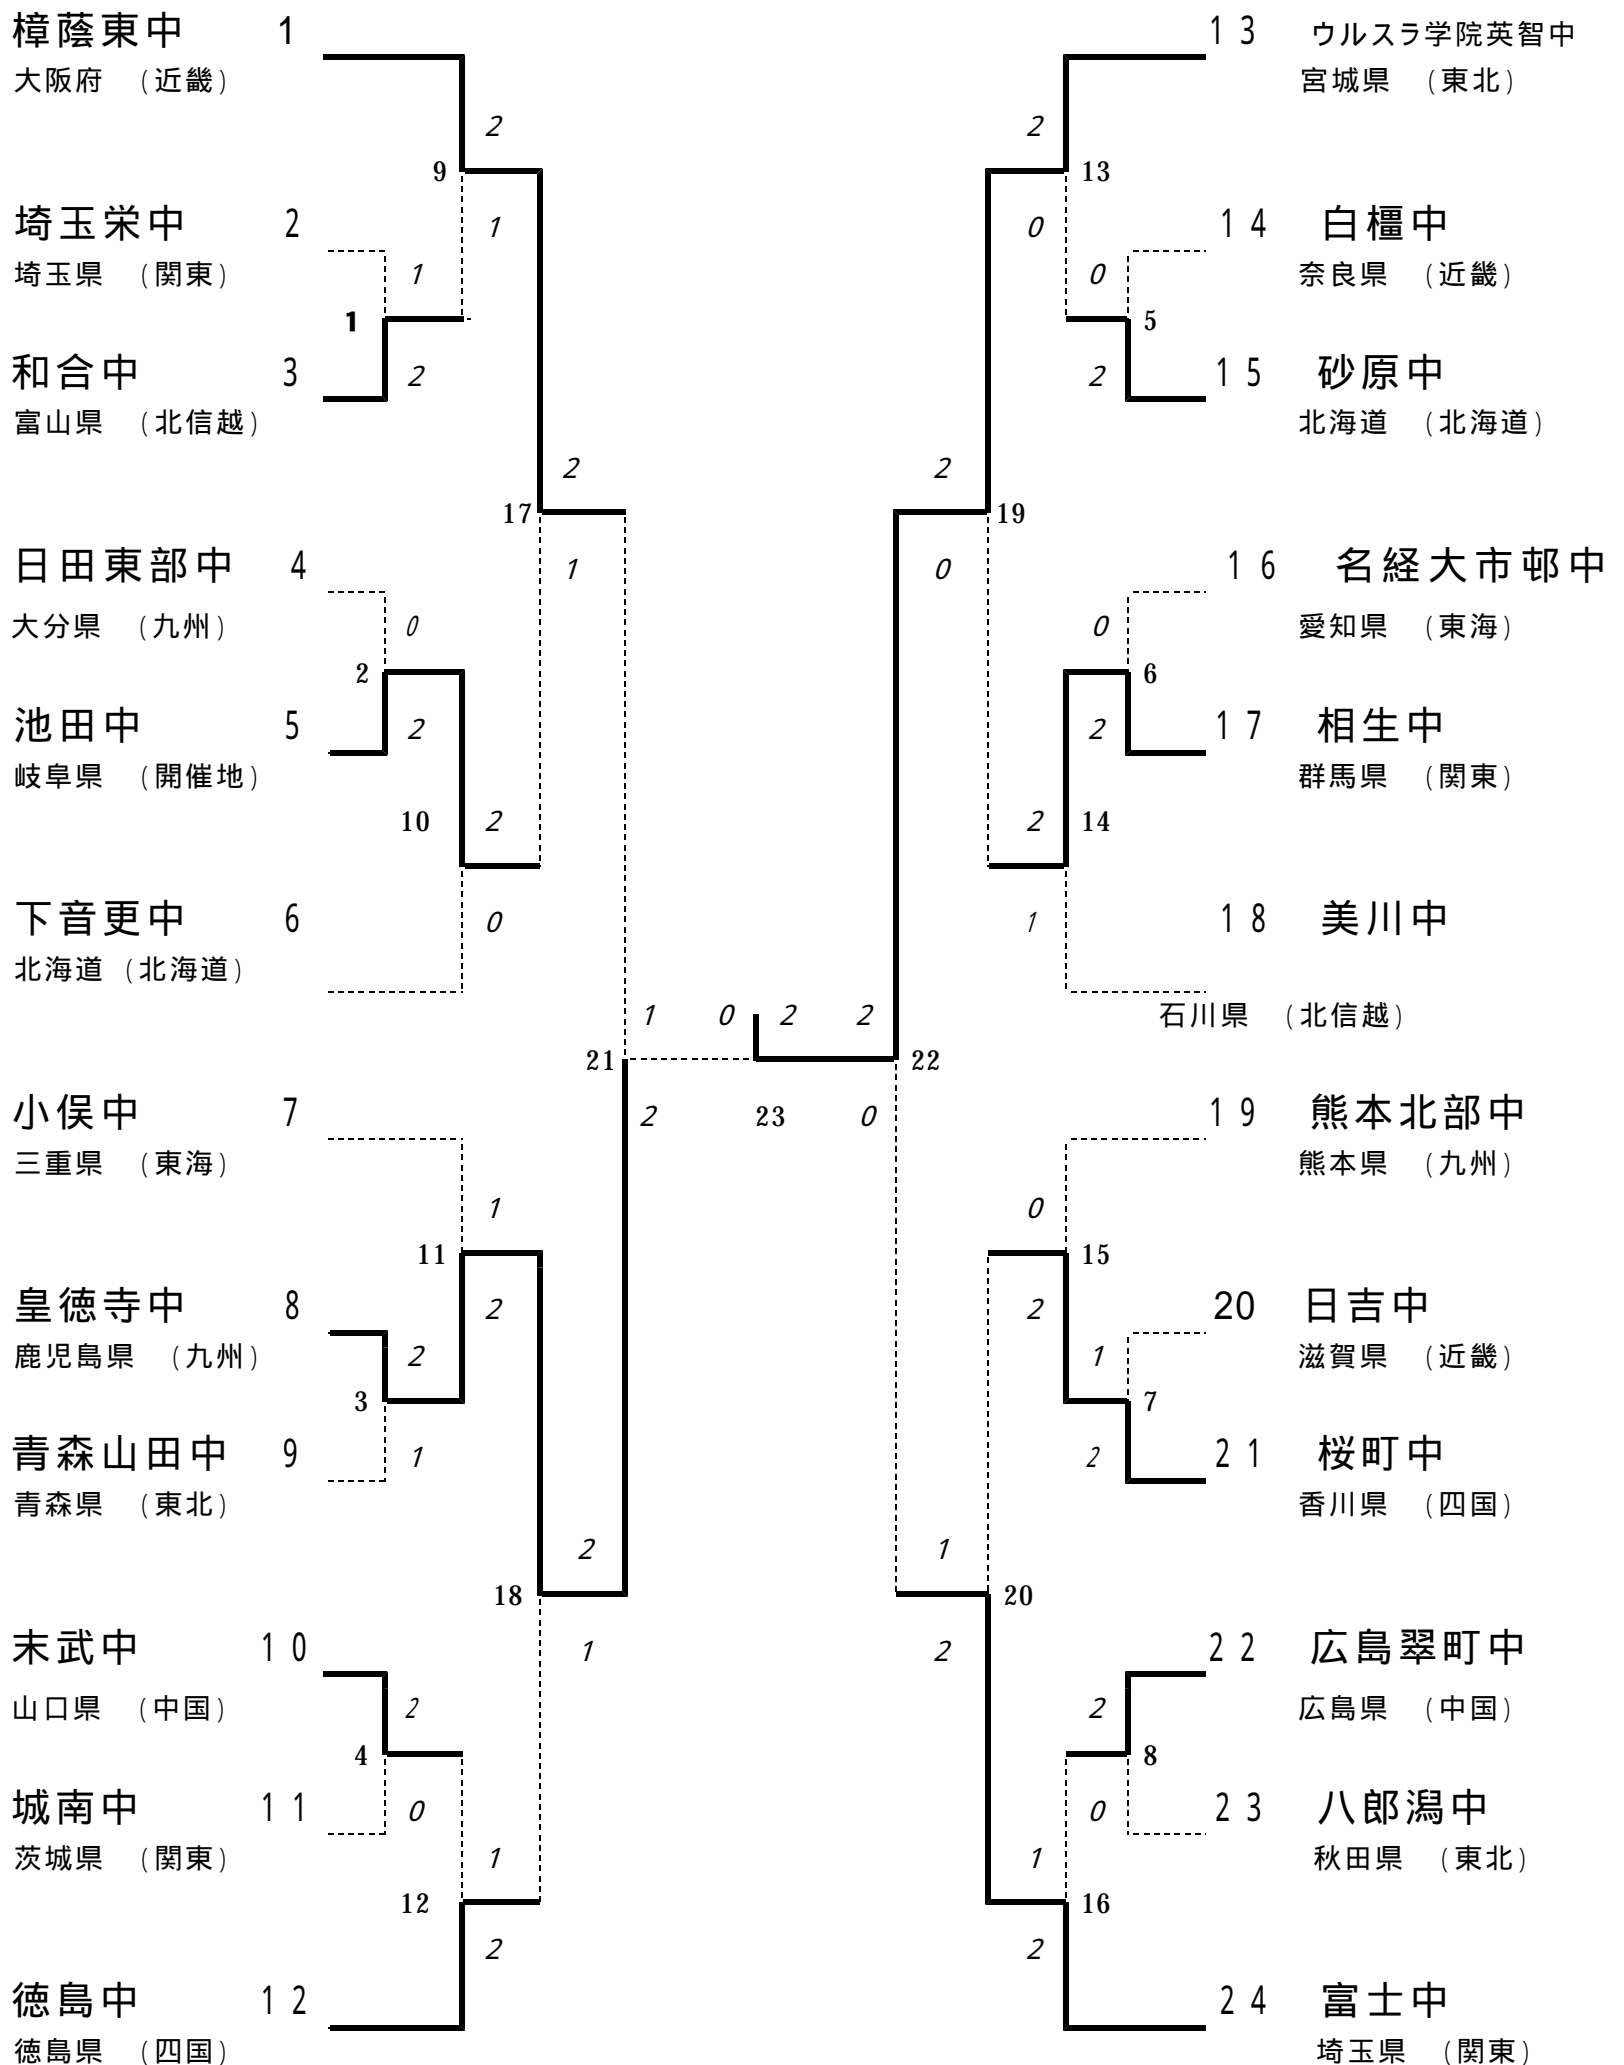 樟蔭東中 1
大阪府 （近畿）
2
9
1
埼玉栄中 2
埼玉県 （関東）
1
1
和合中 3
2
富山県 （北信越）
2
17
1
日田東部中 4
大分県 （九州）
0
2
池田中 5
2
岐阜県 （開催地）
10 2
下音更中 6
0
北海道 （北海道）
1 0 2 2
21 22
2 23 0
小俣中 7
三重県 （東海）
1
11
皇徳寺中 8
2
鹿児島県 （九州）
2
3
青森山田中 9
1
青森県 （東北）
2
18
1
末武中 10
山口県 （中国）
2
4
城南中 11
0
茨城県 （関東）
1
12
2
徳島中 12
徳島県 （四国）
13 ウルスラ学院英智中
宮城県 （東北）
2
13
0
14 白橿中
奈良県 （近畿）
0
5
15 砂原中
2
北海道 （北海道）
2
19
0
16 名経大市邨中
愛知県 （東海）
0
6
17 相生中
2
群馬県 （関東）
2 14
18 美川中
1
石川県 （北信越）
19 熊本北部中
熊本県 （九州）
0
15
20 日吉中
2
滋賀県 （近畿）
1
7
21 桜町中
2
香川県 （四国）
1
20
2
22 広島翠町中
広島県 （中国）
2
8
23 八郎潟中
0
秋田県 （東北）
1
16
2
24 富士中
埼玉県 （関東）